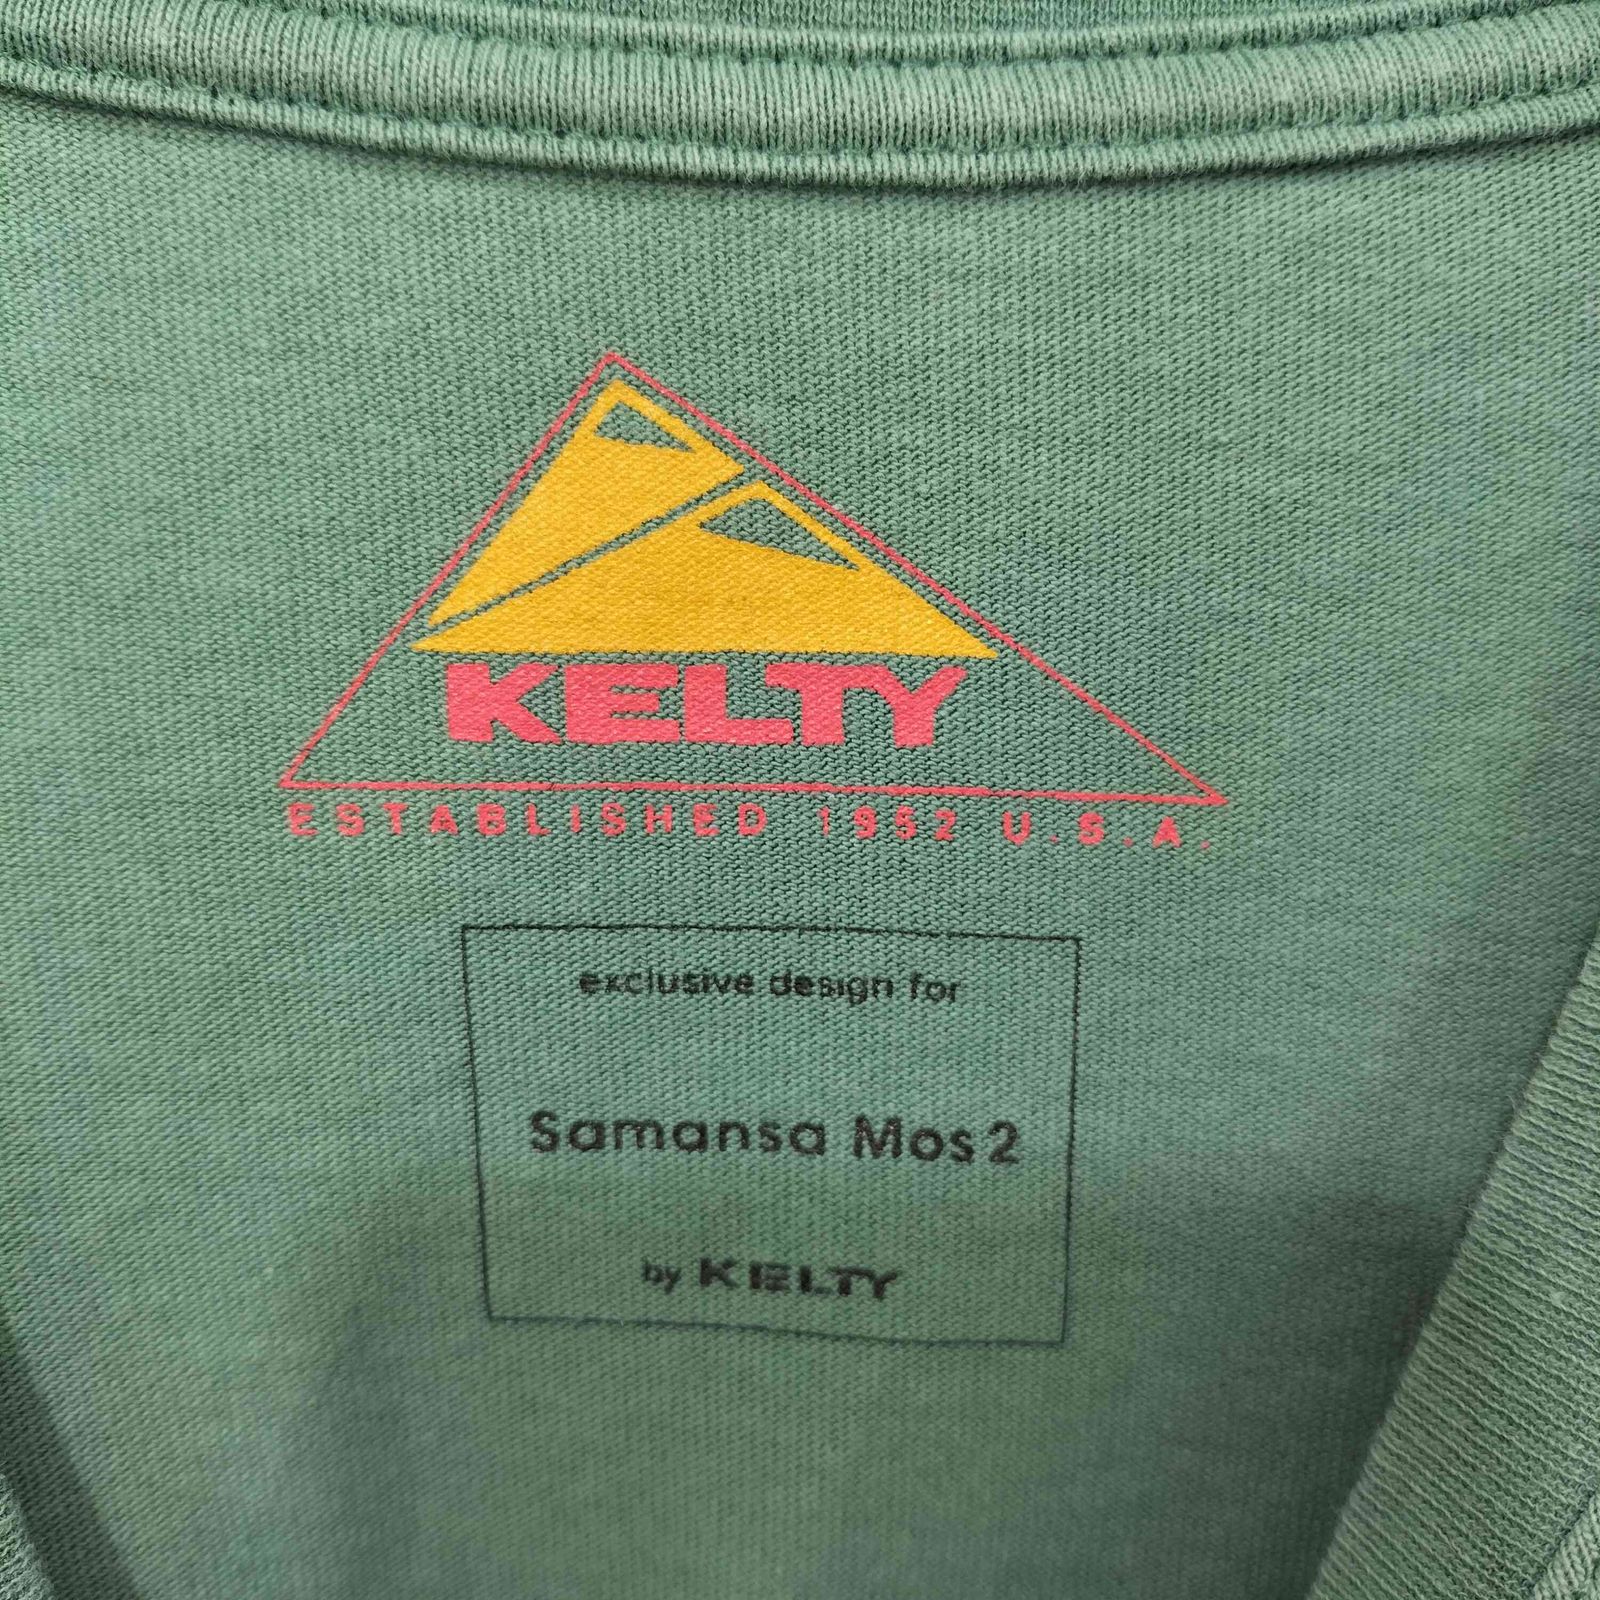 KELTY
ESTABLISHED 1952 U.S.A.
exclusive design for
Samansa Mos2
by KELTY